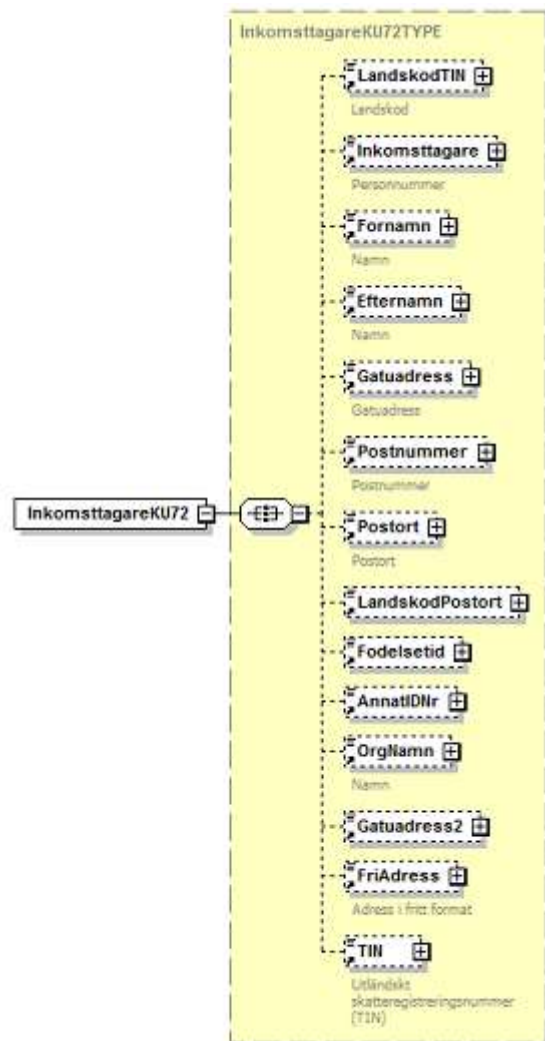 InkomsttagareKU72TYPE
LandskodTIN
Landskod
Inkomsttagare
Personnummer
Fornamn
Namn
Efternamn
Namn
Gatuadress
Gatuadress
Postnummer
Postnummer
InkomsttagareKU72
Postort
Postort
LandskodPostort
Fodelsetid
AnnatIDNr
OrgNamn
Namn
Gatuadress2
FriAdress
Adress i fritt format
TIN
Utländskt
skatteregistreringsnummer
(TIN)